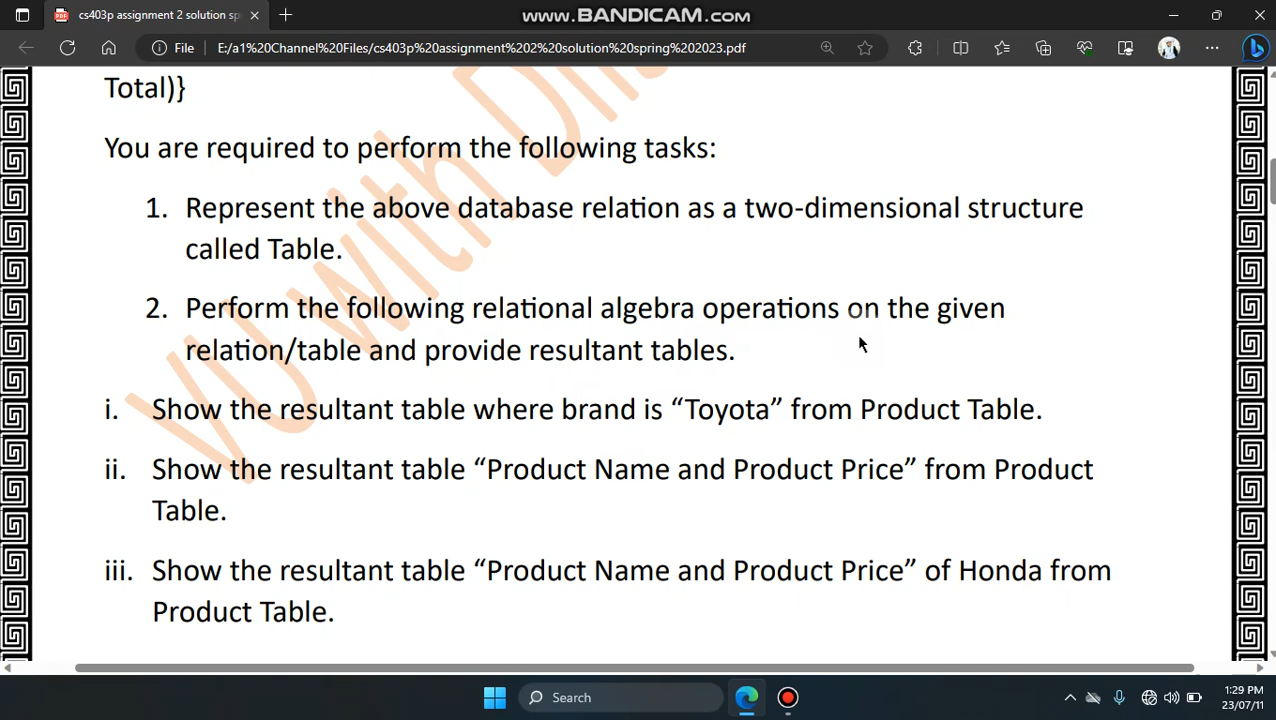 cs403p assignment 2 solution sp
www.BANDICAM.com
File
E:/a1%20Channel%20Files/cs403p%20assignment%202%20solution%20spring%202023.pdf
Total)}
You are required to perform the following tasks:
1. Represent the above database relation as a two-dimensional structure
called Table.
2. Perform the following relational algebra operations on the given
relation/table and provide resultant tables.
i. Show the resultant table where brand is “Toyota” from Product Table.
ii. Show the resultant table “Product Name and Product Price” from Product
Table.
iii. Show the resultant table “Product Name and Product Price” of Honda from
Product Table.
VU with
Search
1:29 PM
23/07/11